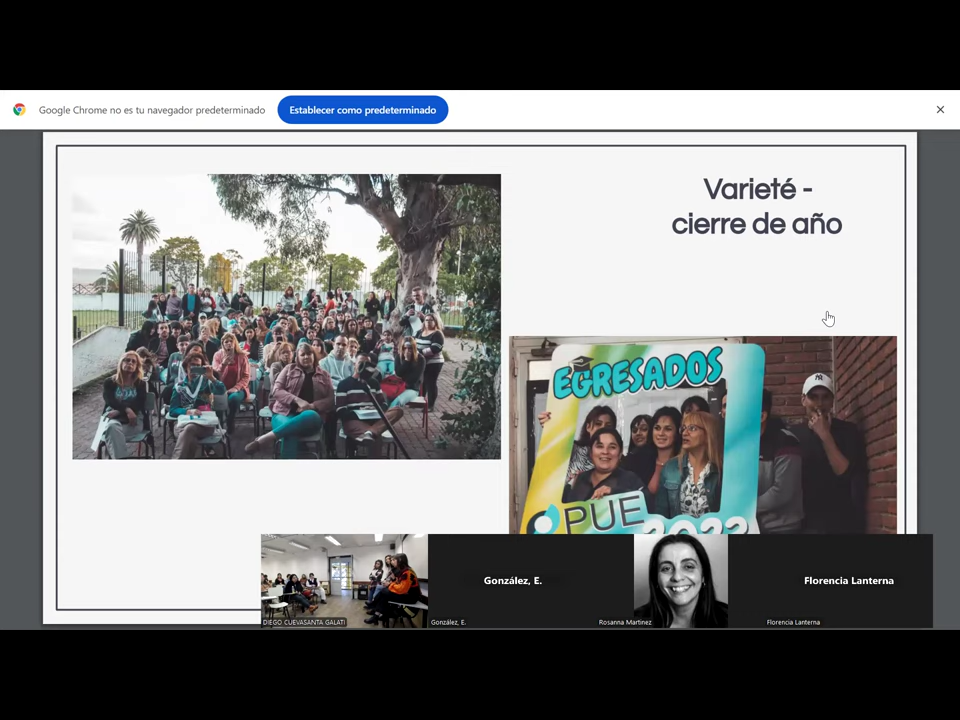 Google Chrome no es tu navegador predeterminado
Establecer como predeterminado
Varieté -
cierre de año
EGRESADOS
PUE
2022
DIEGO CUEVASANTA GALATI
González, E.
González, E.
Rosanna Martinez
Florencia Lanterna
Florencia Lanterna